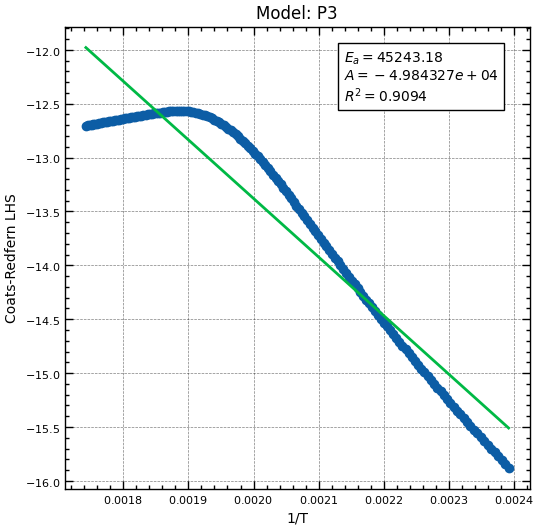 Model: P3
−12.0
−12.5
−13.0
−13.5
−14.0
−14.5
−15.0
−15.5
−16.0
Coats-Redfern LHS
E_a = 45243.18
A = −4.984327e + 04
R² = 0.9094
0.0018 0.0019 0.0020 0.0021 0.0022 0.0023 0.0024
1/T